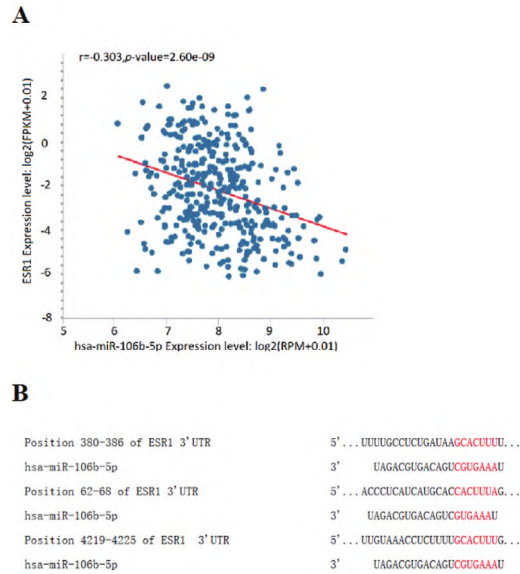 A
r=-0.303,p-value=2.60e-09
ESR1 Expression level: log2(FPKM+0.01)
2
0
-2
-4
-6
-8
5 6 7 8 9 10
hsa-miR-106b-5p Expression level: log2(RPM+0.01)
B
Position 380-386 of ESR1 3'UTR 5'...UUUUGCCUCUGAUAAGCACUUUU...
hsa-miR-106b-5p 3' UAGACGUGACAGUCGUGAAAU
Position 62-68 of ESR1 3'UTR 5'...ACCCUCAUCAUGCACCACUUUAG...
hsa-miR-106b-5p 3' UAGACGUGACAGUCGUGAAAU
Position 4219-4225 of ESR1 3'UTR 5'...UUGUAAACCUCUUUUGCACUUUG...
hsa-miR-106b-5p 3' UAGACGUGACAGUCGUGAAAU